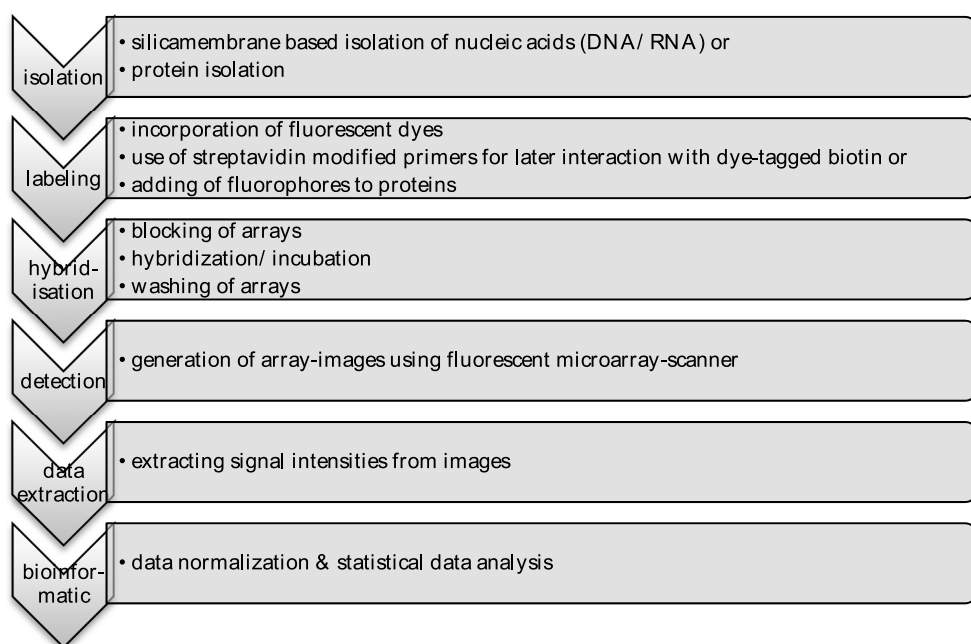 isolation
• silicamembrane based isolation of nucleic acids (DNA/ RNA) or
• protein isolation
labeling
• incorporation of fluorescent dyes
• use of streptavidin modified primers for later interaction with dye-tagged biotin or
• adding of fluorophores to proteins
hybrid-
isation
• blocking of arrays
• hybridization/ incubation
• washing of arrays
detection
• generation of array-images using fluorescent microarray-scanner
data
extraction
• extracting signal intensities from images
bioinfor-
matic
• data normalization & statistical data analysis